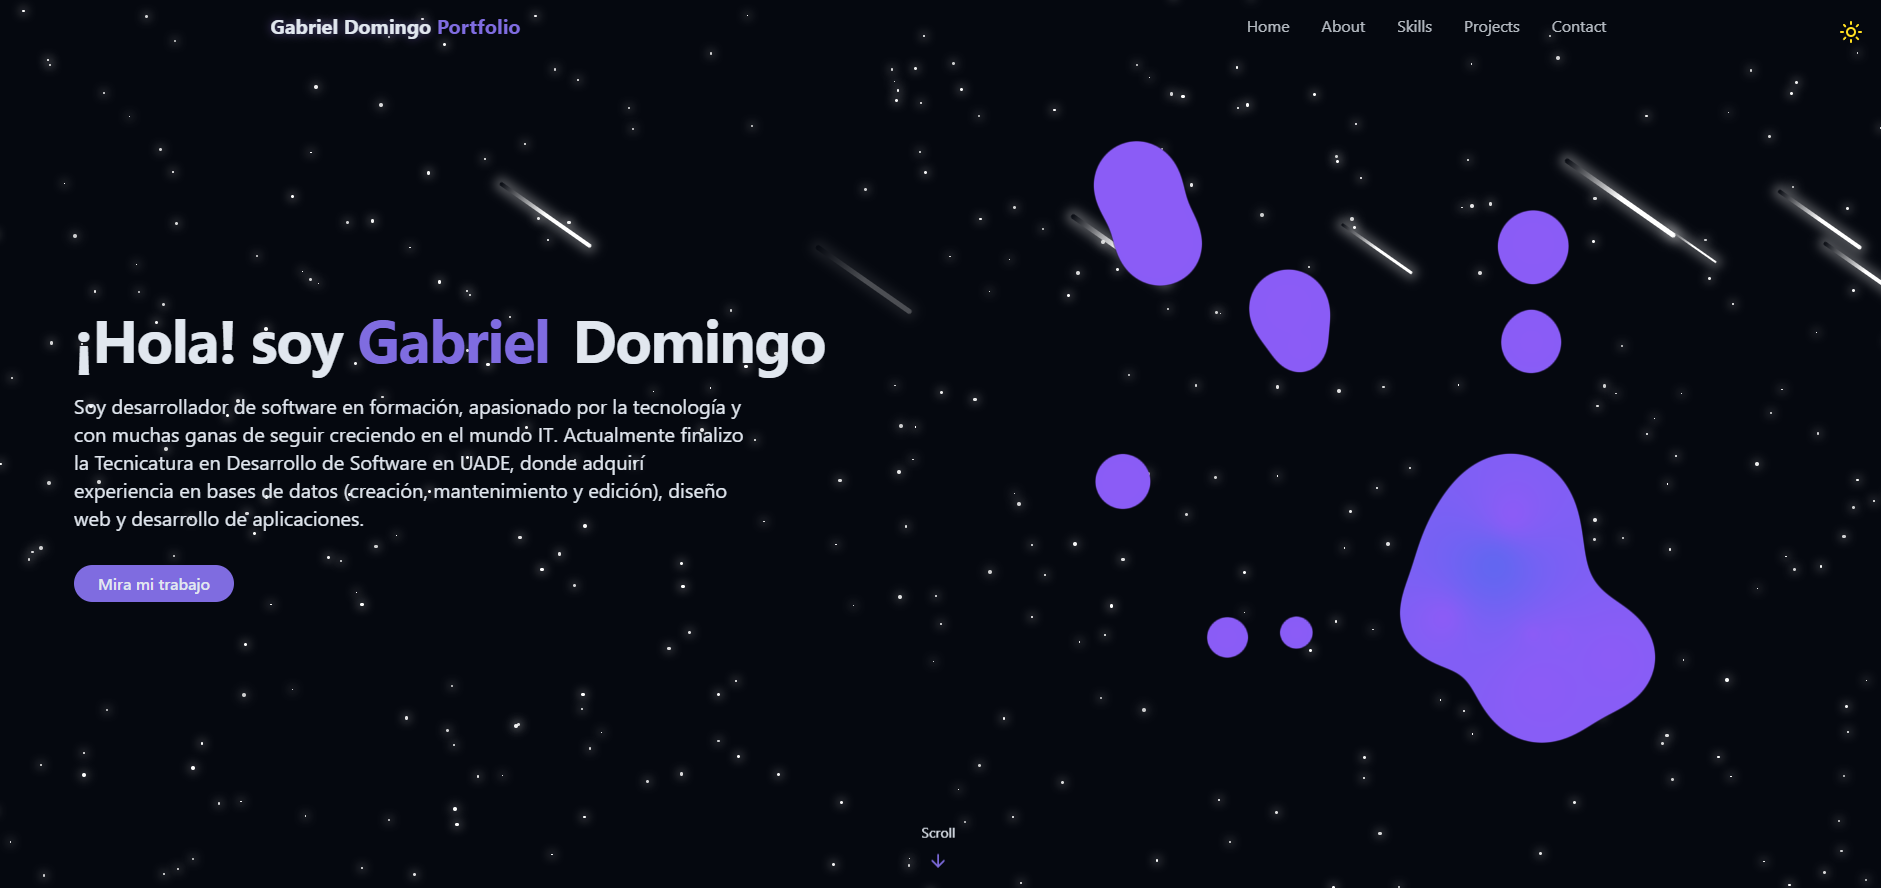 Gabriel Domingo Portfolio
Home About Skills Projects Contact
¡Hola! soy Gabriel Domingo
Soy desarrollador de software en formación, apasionado por la tecnología y
con muchas ganas de seguir creciendo en el mundo IT. Actualmente finalizo
la Tecnicatura en Desarrollo de Software en UADE, donde adquirí
experiencia en bases de datos (creación, mantenimiento y edición), diseño
web y desarrollo de aplicaciones.
Mira mi trabajo
Scroll